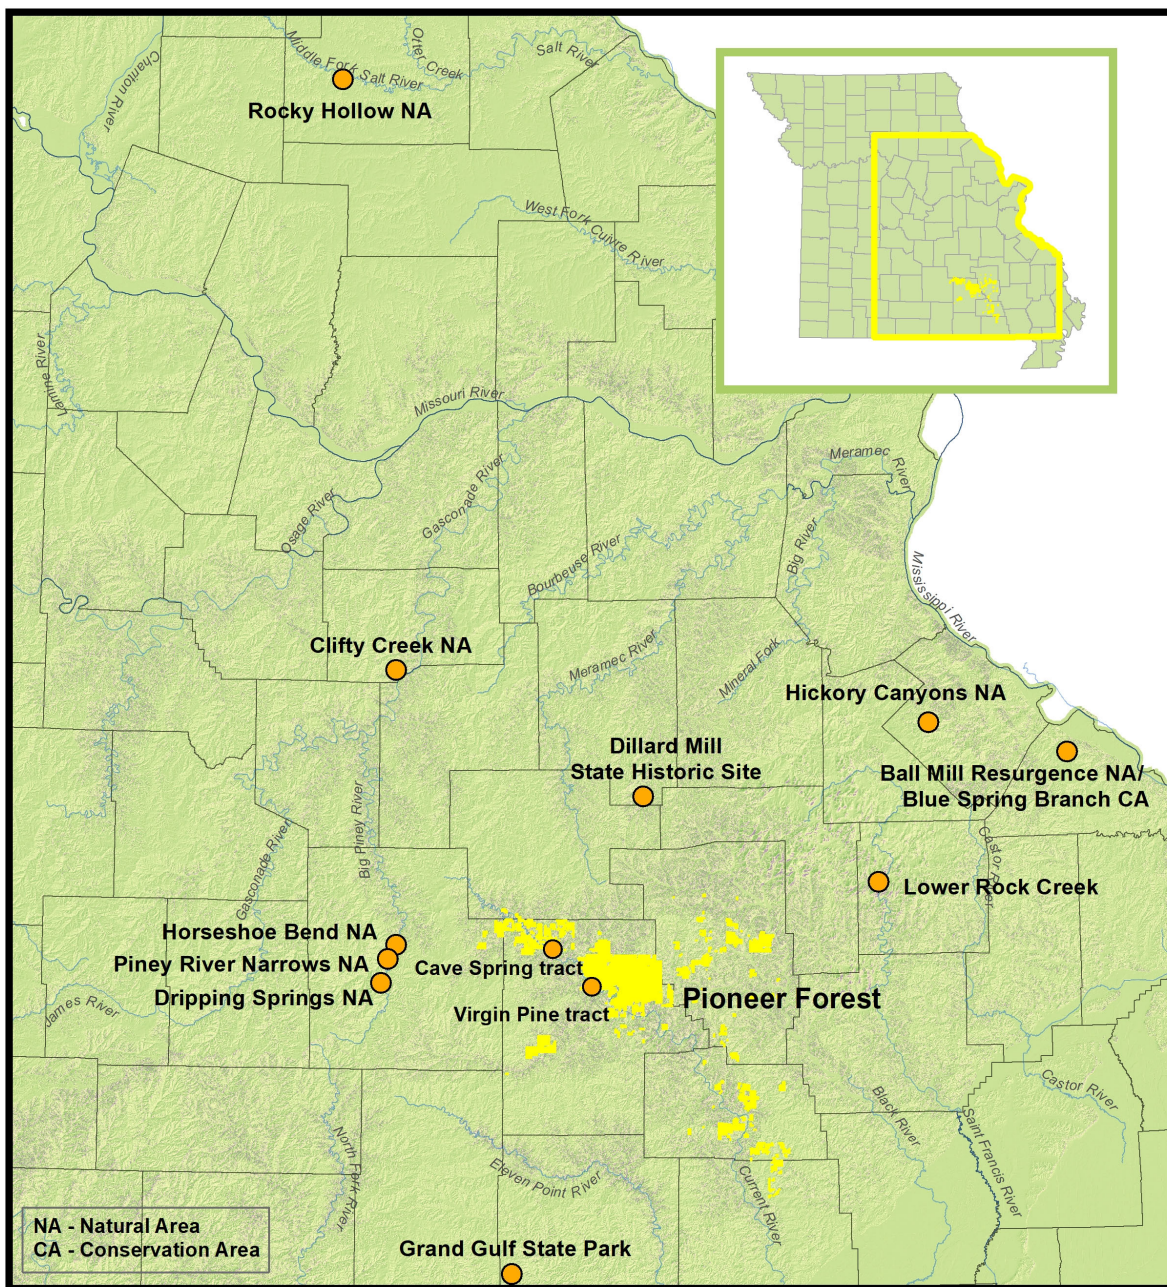 Chariton River
Middle Fork Salt River
Otter Creek
Salt River
Rocky Hollow NA
West Fork Cuivre River
Lamine River
Missouri River
Meramec River
Osage River
Gasconade River
Bourbeuse River
Big River
Mississippi River
Clifty Creek NA
Meramec River
Mineral Fork
Hickory Canyons NA
Dillard Mill
State Historic Site
Ball Mill Resurgence NA/
Blue Spring Branch CA
Gasconade River
Big Piney River
Castor River
Lower Rock Creek
Horseshoe Bend NA
Piney River Narrows NA
Dripping Springs NA
Cave Spring tract
Virgin Pine tract
Pioneer Forest
James River
North Fork River
Eleven Point River
Current River
Black River
Saint Francis River
Castor River
NA - Natural Area
CA - Conservation Area
Grand Gulf State Park